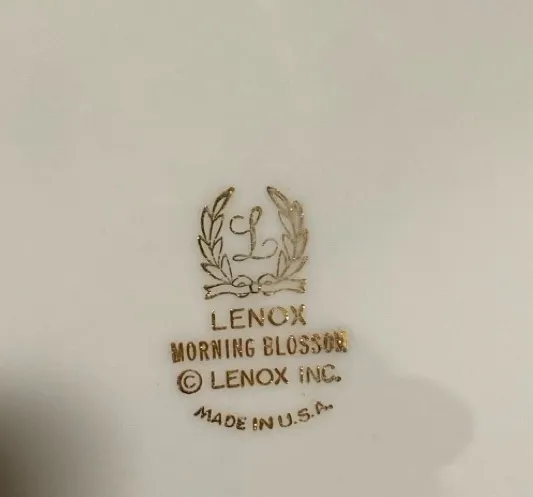 L
LENOX
MORNING BLOSSOM
© LENOX INC.
MADE IN U.S.A.